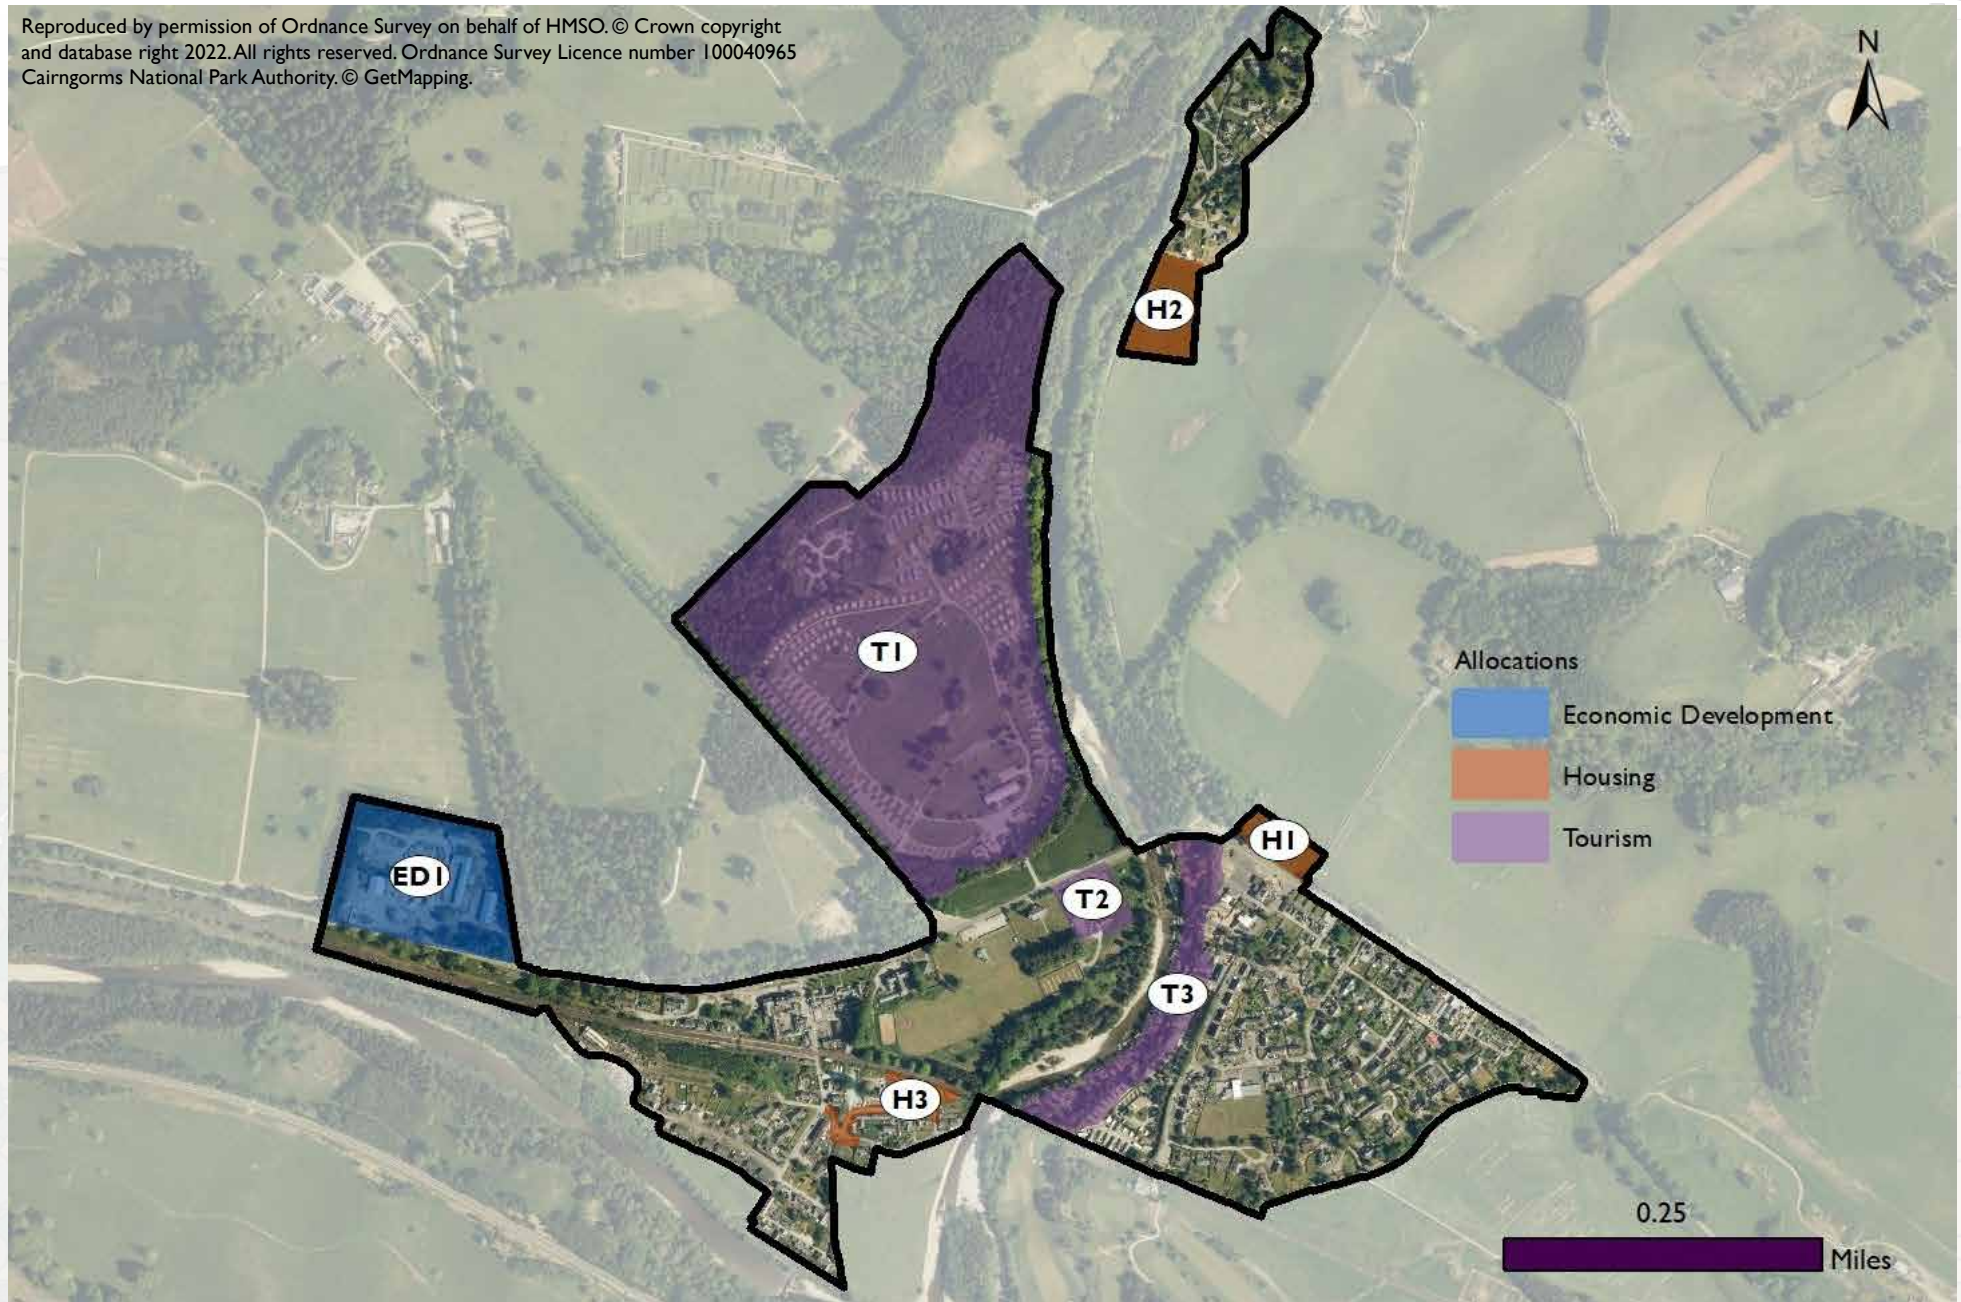 Reproduced by permission of Ordnance Survey on behalf of HMSO. © Crown copyright
and database right 2022. All rights reserved. Ordnance Survey Licence number 100040965
Cairngorms National Park Authority. © GetMapping.
N
H2
T1
Allocations
Economic Development
Housing
Tourism
H1
ED1
T2
T3
H3
0.25
Miles